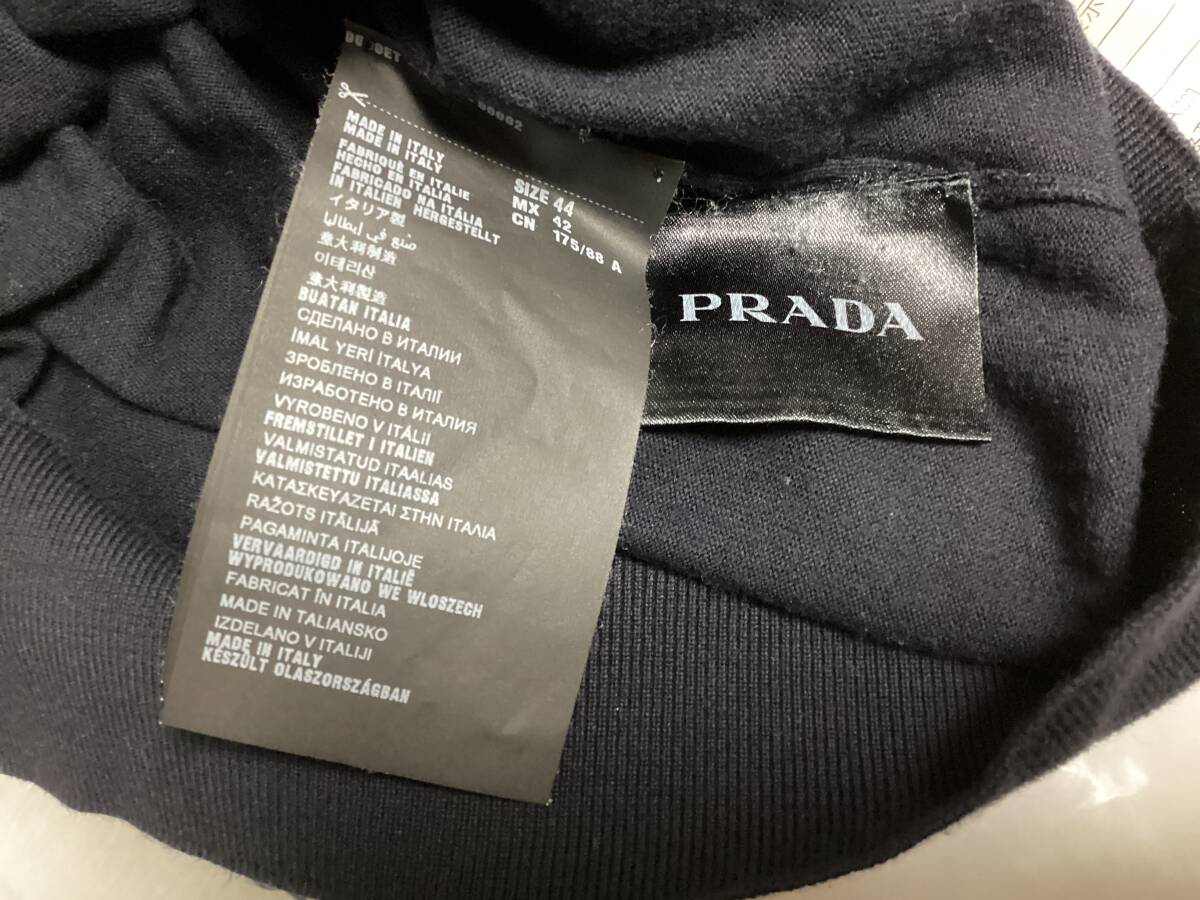 MADE IN ITALY
MADE IN ITALY
FABRIQUÉ EN ITALIE
HECHO EN ITALIA
FABRICADO NA ITÁLIA
IN ITALIEN HERGESTELLT
イタリア製
صنع في إيطاليا
意大利制造
이테리산
意大利製造
BUATAN ITALIA
СДЕЛАНО В ИТАЛИИ
IMAL YERI ITALYA
ЗРОБЛЕНО В ІТАЛІЇ
ИЗРАБОТЕНО В ИТАЛИЯ
VYROBENO V ITÁLII
FREMSTILLET I ITALIEN
VALMISTATUD ITAALIAS
VALMISTETTU ITALIASSA
ΚΑΤΑΣΚΕΥΑΖΕΤΑΙ ΣΤΗΝ ΙΤΑΛΙΑ
RAŽOTS ITĀLIJĀ
PAGAMINTA ITALIJOJE
VERVAARDIGD IN ITALIË
WYPRODUKOWANO WE WLOSZECH
FABRICAT ÎN ITALIA
MADE IN TALIANSKO
IZDELANO V ITALIJI
MADE IN ITALY
KÉSZÜLT OLASZORSZÁGBAN
SIZE 44
MX 42
CN 175/88 A
PRADA